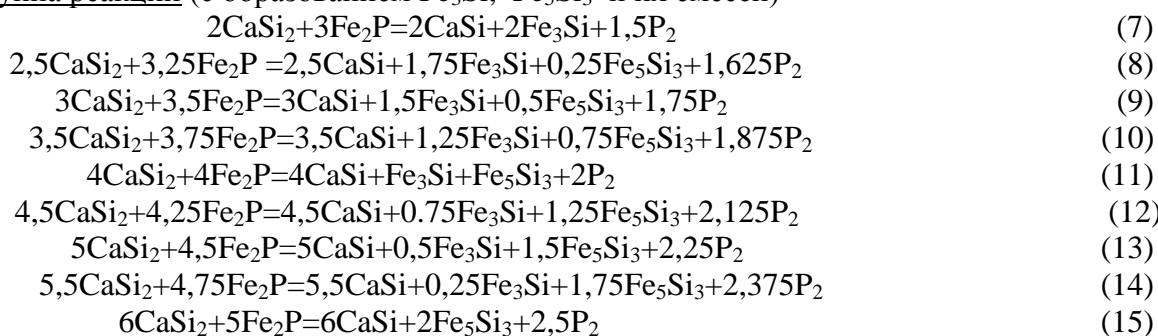 (с образованием Fe₃Si, Fe₅Si₃ и их смесей)
2CaSi₂+3Fe₂P=2CaSi+2Fe₃Si+1,5P₂ (7)
2,5CaSi₂+3,25Fe₂P =2,5CaSi+1,75Fe₃Si+0,25Fe₅Si₃+1,625P₂ (8)
3CaSi₂+3,5Fe₂P=3CaSi+1,5Fe₃Si+0,5Fe₅Si₃+1,75P₂ (9)
3,5CaSi₂+3,75Fe₂P=3,5CaSi+1,25Fe₃Si+0,75Fe₅Si₃+1,875P₂ (10)
4CaSi₂+4Fe₂P=4CaSi+Fe₃Si+Fe₅Si₃+2P₂ (11)
4,5CaSi₂+4,25Fe₂P=4,5CaSi+0.75Fe₃Si+1,25Fe₅Si₃+2,125P₂ (12)
5CaSi₂+4,5Fe₂P=5CaSi+0,5Fe₃Si+1,5Fe₅Si₃+2,25P₂ (13)
5,5CaSi₂+4,75Fe₂P=5,5CaSi+0,25Fe₃Si+1,75Fe₅Si₃+2,375P₂ (14)
6CaSi₂+5Fe₂P=6CaSi+2Fe₅Si₃+2,5P₂ (15)